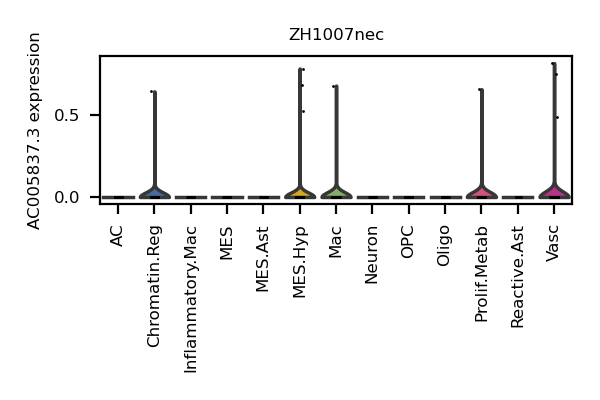 ZH1007nec
AC005837.3 expression
0.5
0.0
AC
Chromatin.Reg
Inflammatory.Mac
MES
MES.Ast
MES.Hyp
Mac
Neuron
OPC
Oligo
Prolif.Metab
Reactive.Ast
Vasc